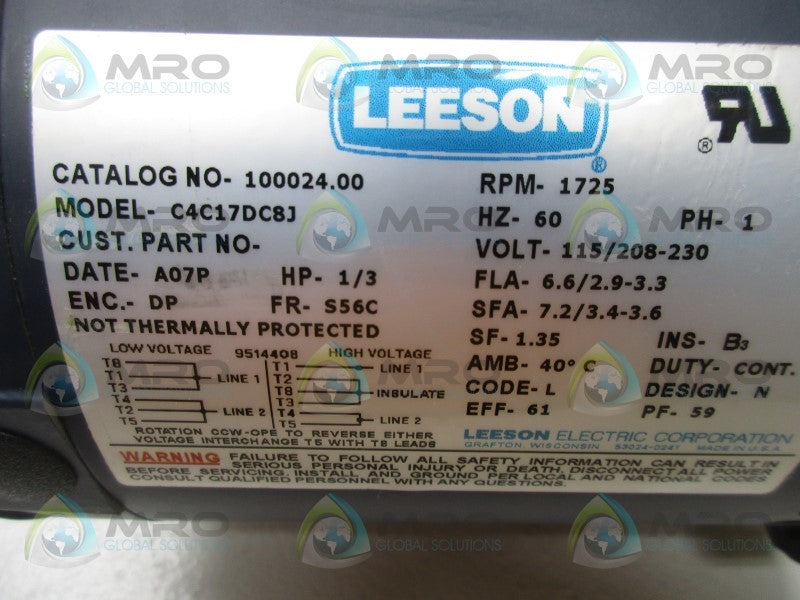 LEESON
®
®
CATALOG NO- 100024.00
MODEL- C4C17DC8J
CUST. PART NO-
DATE- A07P HP- 1/3
ENC.- DP FR- S56C
NOT THERMALLY PROTECTED
RPM- 1725
HZ- 60 PH- 1
VOLT- 115/208-230
FLA- 6.6/2.9-3.3
SFA- 7.2/3.4-3.6
SF- 1.35 INS- B3
AMB- 40° C DUTY- CONT.
CODE- L DESIGN- N
EFF- 61 PF- 59
LOW VOLTAGE 9514408 HIGH VOLTAGE
T8
T1
T3
LINE 1
T4
T2
T5
LINE 2
T1
LINE 1
T2
T8
INSULATE
T3
T4
LINE 2
T5
ROTATION CCW-OPE TO REVERSE EITHER
VOLTAGE INTERCHANGE T5 WITH T8 LEADS
LEESON ELECTRIC CORPORATION
GRAFTON, WISCONSIN 53024-0241 MADE IN U.S.A.
WARNING FAILURE TO FOLLOW ALL SAFETY INFORMATION CAN RESULT IN
SERIOUS PERSONAL INJURY OR DEATH, DISCONNECT ALL POWER
BEFORE SERVICING. INSTALL AND GROUND PER LOCAL AND NATIONAL CODES
CONSULT QUALIFIED PERSONNEL WITH ANY QUESTIONS.
MRO
GLOBAL SOLUTIONS